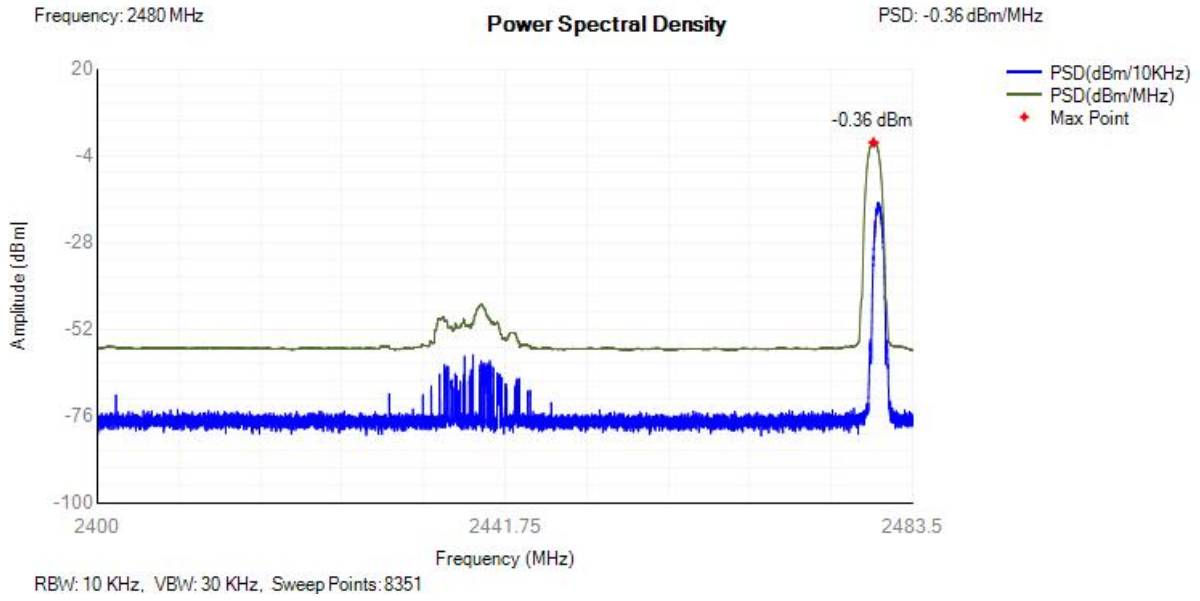 Frequency: 2480 MHz
Power Spectral Density
PSD: -0.36 dBm/MHz
PSD(dBm/10KHz)
PSD(dBm/MHz)
Max Point
-0.36 dBm
20
-4
-28
-52
-76
-100
Amplitude (dBm|
2400
2441.75
2483.5
Frequency (MHz)
RBW: 10 KHz, VBW: 30 KHz, Sweep Points: 8351